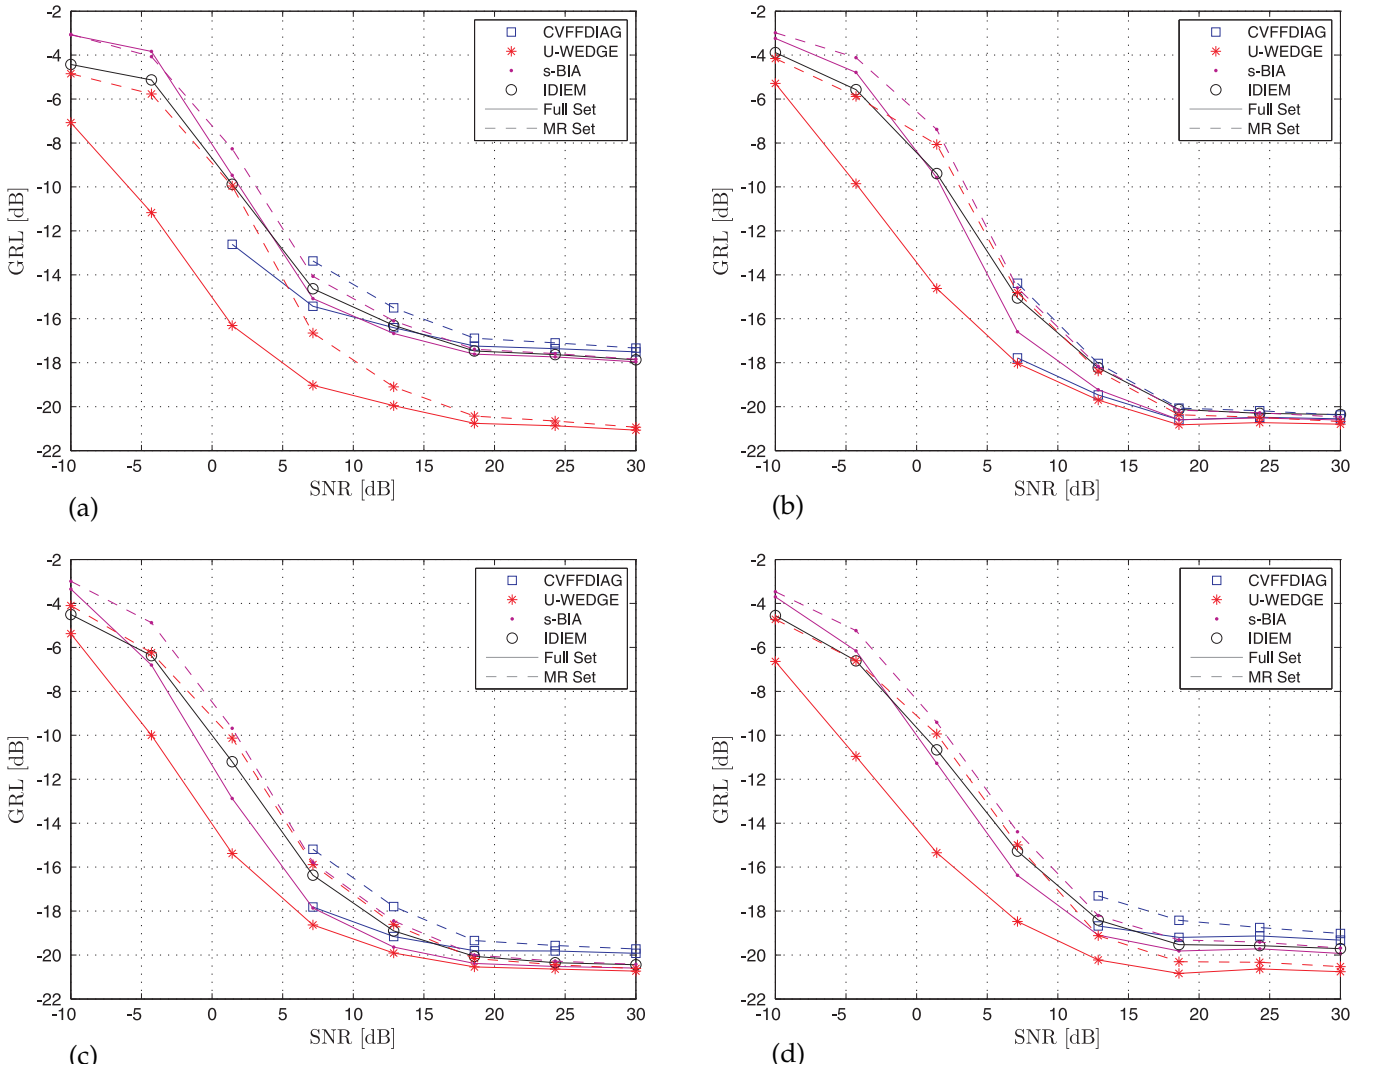 -2
-4
-6
-8
-10
-12
-14
-16
-18
-20
-22
GRL [dB]
-10 -5 0 5 10 15 20 25 30
SNR [dB]
CVFFDIAG
U-WEDGE
s-BIA
IDIEM
Full Set
MR Set
(a)
-2
-4
-6
-8
-10
-12
-14
-16
-18
-20
-22
GRL [dB]
-10 -5 0 5 10 15 20 25 30
SNR [dB]
CVFFDIAG
U-WEDGE
s-BIA
IDIEM
Full Set
MR Set
(b)
-2
-4
-6
-8
-10
-12
-14
-16
-18
-20
-22
GRL [dB]
-10 -5 0 5 10 15 20 25 30
SNR [dB]
CVFFDIAG
U-WEDGE
s-BIA
IDIEM
Full Set
MR Set
(c)
-2
-4
-6
-8
-10
-12
-14
-16
-18
-20
-22
GRL [dB]
-10 -5 0 5 10 15 20 25 30
SNR [dB]
CVFFDIAG
U-WEDGE
s-BIA
IDIEM
Full Set
MR Set
(d)